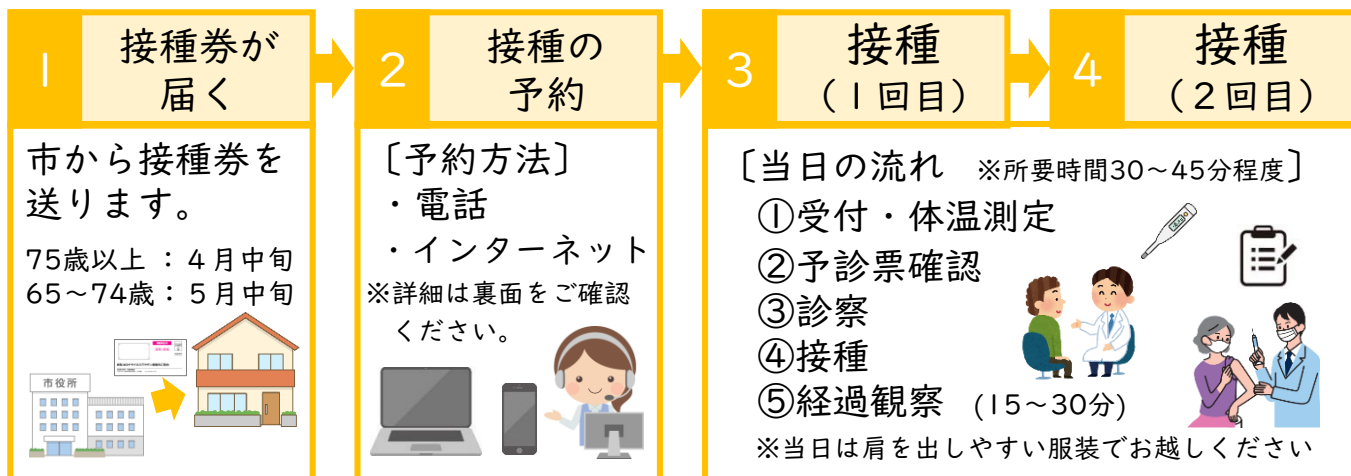 1
接種券が
届く
市から接種券を
送ります。
75歳以上 : 4月中旬
65~74歳: 5月中旬
市役所
2
接種の
予約
〔予約方法〕
・電話
・インターネット
※詳細は裏面をご確認
ください。
3
接種
(1回目)
4
接種
(2回目)
〔当日の流れ ※所要時間30~45分程度〕
①受付・体温測定
②予診票確認
③診察
④接種
⑤経過観察 (15~30分)
※当日は肩を出しやすい服装でお越しください